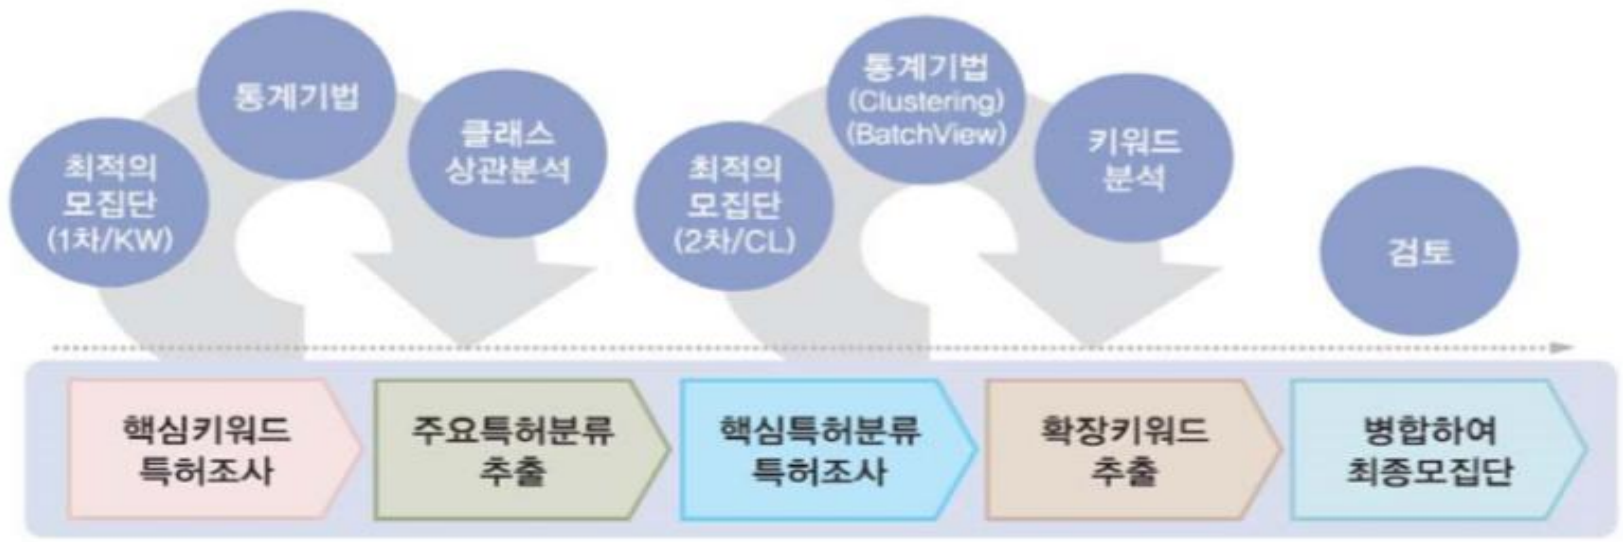 최적의
모집단
(1차/KW)
통계기법
클래스
상관분석
최적의
모집단
(2차/CL)
통계기법
(Clustering)
(BatchView)
키워드
분석
검토
핵심키워드
특허조사
주요특허분류
추출
핵심특허분류
특허조사
확장키워드
추출
병합하여
최종모집단